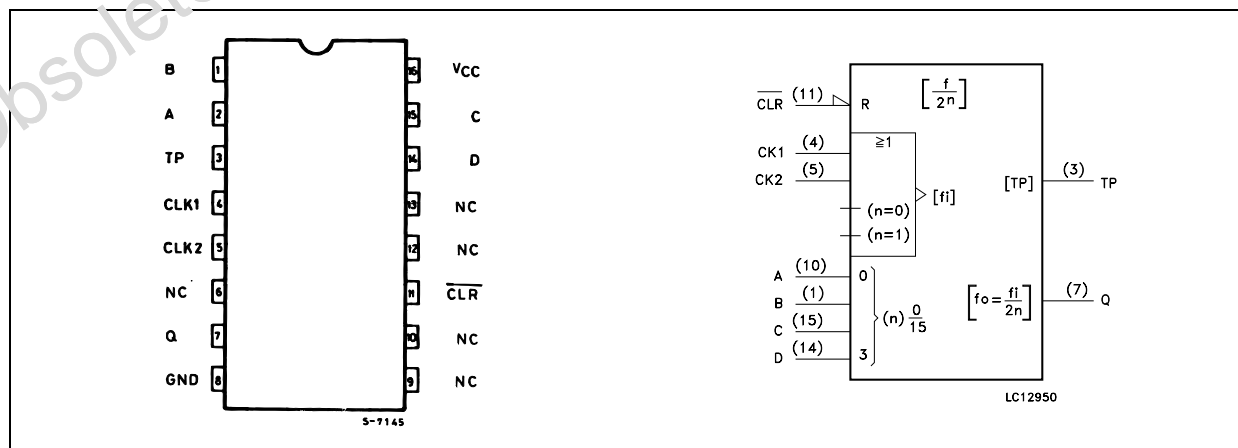 obsolete
B 1 16 VCC
A 2 15 C
TP 3 14 D
CLK1 4 13 NC
CLK2 5 12 NC
NC 6 11 CLR
Q 7 10 NC
GND 8 9 NC
S-7145
CLR (11) R [f/2n]
CK1 (4) ≧1
CK2 (5) [fi] [TP] (3) TP
(n=0)
(n=1)
A (10) 0
B (1) [fo=fi/2n] (7) Q
C (15) (n) 0/15
D (14) 3
LC12950